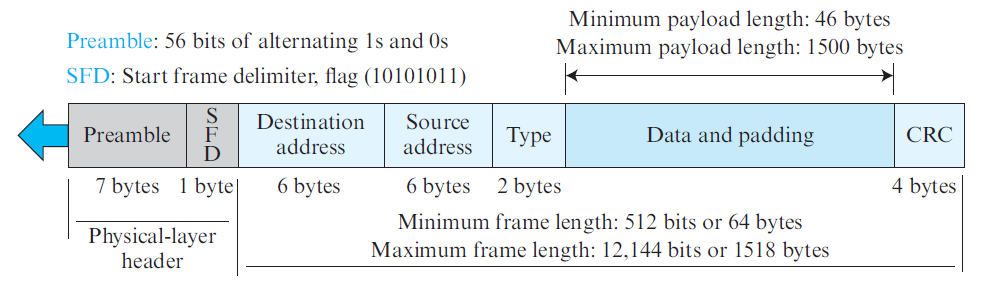 Minimum payload length: 46 bytes
Preamble: 56 bits of alternating 1s and 0s
Maximum payload length: 1500 bytes
SFD: Start frame delimiter, flag (10101011)
Preamble
S
F
D
Destination
address
Source
address
Type
Data and padding
CRC
7 bytes
1 byte
6 bytes
6 bytes
2 bytes
4 bytes
Physical-layer
header
Minimum frame length: 512 bits or 64 bytes
Maximum frame length: 12,144 bits or 1518 bytes